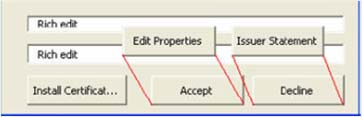 Rich edit
Edit Properties Issuer Statement
Rich edit
Install Certificat... Accept Decline